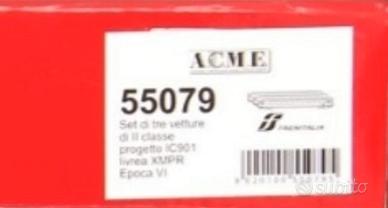 ACME
55079
Set di tre vetture
di II classe
progetto IC901
livrea XMPR
Epoca VI
TRENITALIA
subito